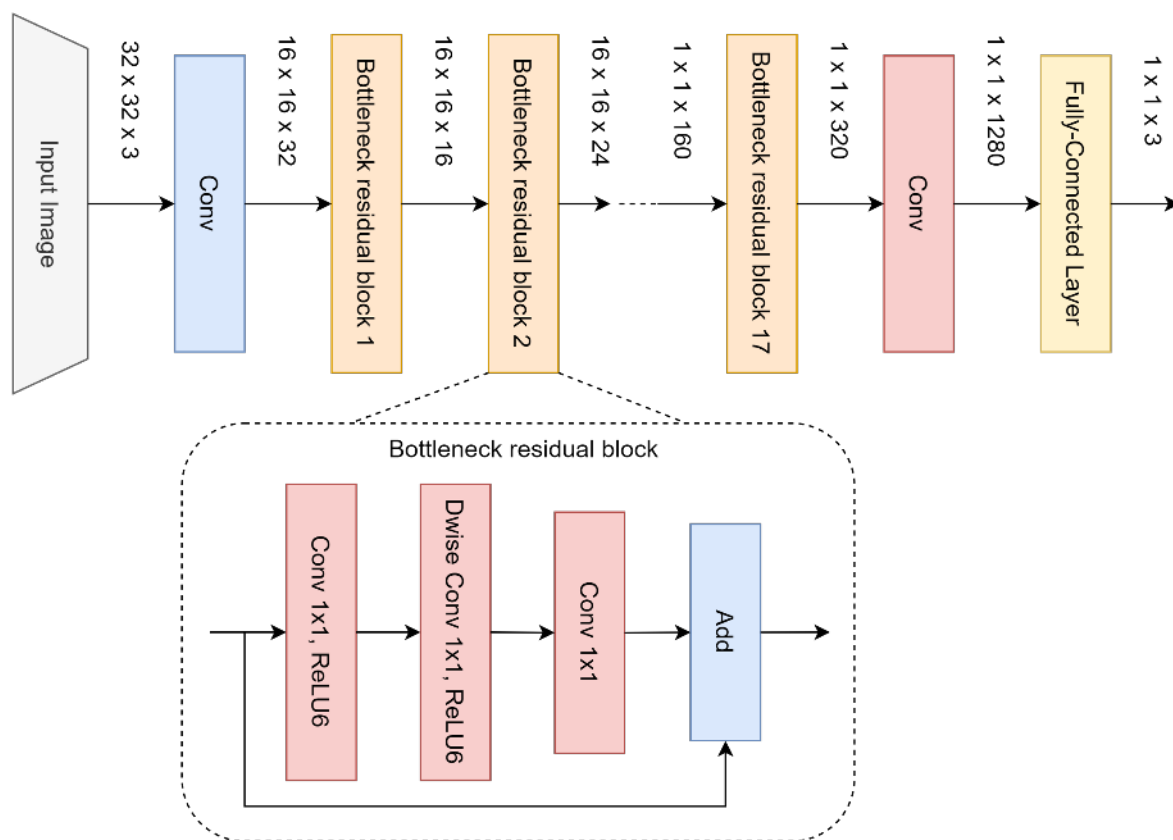 Input Image
32 x 32 x 3
Conv
16 x 16 x 32
Bottleneck residual block 1
16 x 16 x 16
Bottleneck residual block 2
16 x 16 x 24
1 x 1 x 160
Bottleneck residual block 17
1 x 1 x 320
Conv
1 x 1 x 1280
Fully-Connected Layer
1 x 1 x 3
Bottleneck residual block
Conv 1x1, ReLU6
Dwise Conv 1x1, ReLU6
Conv 1x1
Add